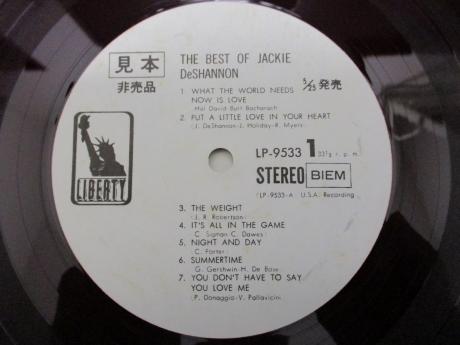 見本
非売品
THE BEST OF JACKIE
DeSHANNON
5/25 発売
1 WHAT THE WORLD NEEDS
NOW IS LOVE
Hal David Burt Bacharach
2 PUT A LITTLE LOVE IN YOUR HEART
(J. DeShannon-J. Holiday-R. Myers)
LIBERTY
LP-9533 1 33⅓ r. p. m.
STEREO BIEM
(LP-9533-A U.S.A. Recording
3. THE WEIGHT
(J. R. Robertson)
4. IT'S ALL IN THE GAME
C. Sigman C. Dawes
5 NIGHT AND DAY
C. Porter
6. SUMMERTIME
G. Gershwin-H. De Bose
7 YOU DON'T HAVE TO SAY
YOU LOVE ME
(P. Donaggio-V. Pallavicini